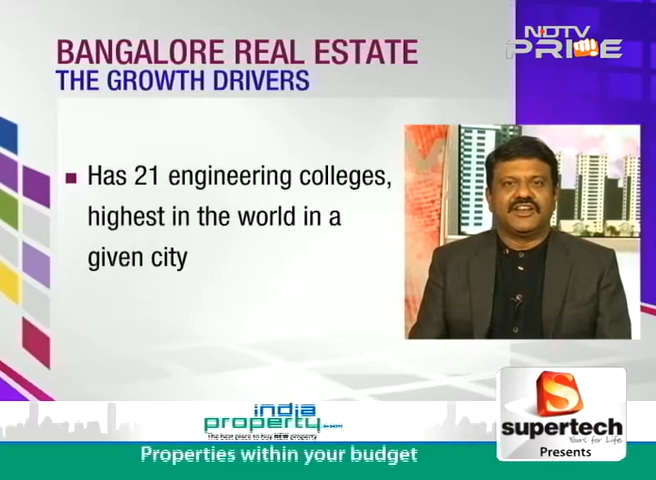 BANGALORE REAL ESTATE
THE GROWTH DRIVERS
NDTV
PRIME
Has 21 engineering colleges,
highest in the world in a
given city
india
property.com
The best place to buy NEW property
Properties within your budget
S
supertech
Yours for Life
Presents